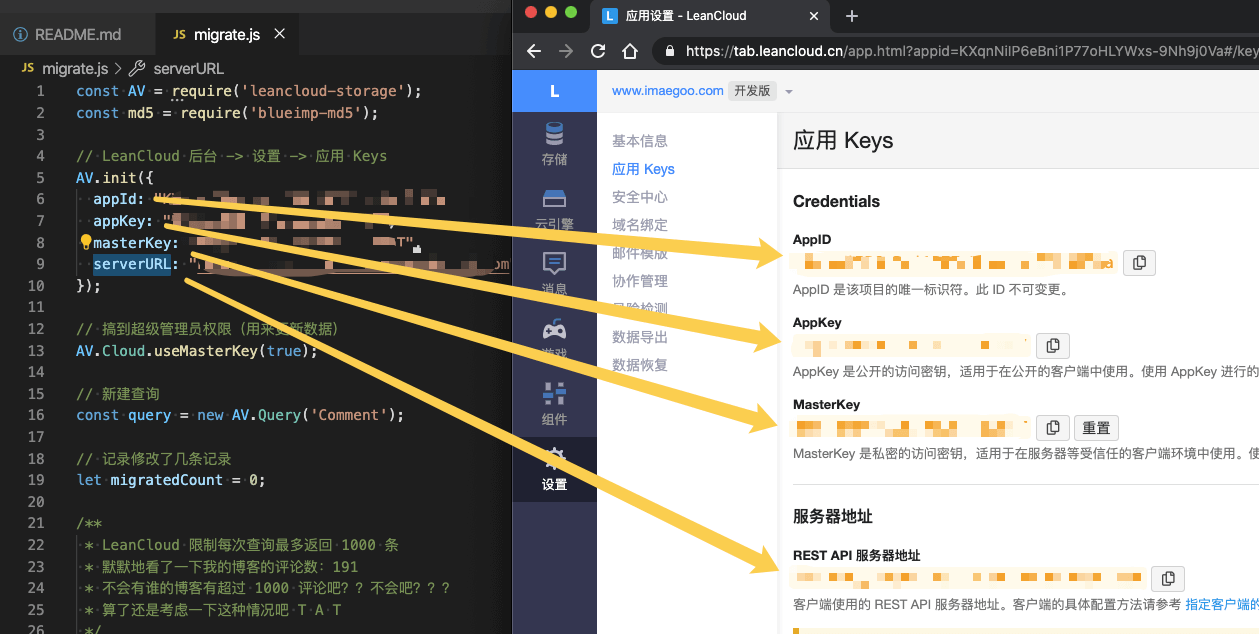 README.md
JS migrate.js
JS migrate.js > serverURL
1 const AV = require('leancloud-storage');
2 const md5 = require('blueimp-md5');
3
4 // LeanCloud 后台 -> 设置 -> 应用 Keys
5 AV.init({
6 appId: "
7 appKey: "
8 masterKey:
9 serverURL: "
10 });
11
12 // 搞到超级管理员权限（用来更新数据）
13 AV.Cloud.useMasterKey(true);
14
15 // 新建查询
16 const query = new AV.Query('Comment');
17
18 // 记录修改了几条记录
19 let migratedCount = 0;
20
21 /**
22 * LeanCloud 限制每次查询最多返回 1000 条
23 * 默默地看了一下我的博客的评论数：191
24 * 不会有谁的博客有超过 1000 评论吧？？不会吧？？？
25 * 算了还是考虑一下这种情况吧 T A T
26 */
L 应用设置 - LeanCloud
https://tab.leancloud.cn/app.html?appid=KXqnNilP6eBni1P77oHLYWxs-9Nh9j0Va#/key
L
存储
云引擎
消息
游戏
组件
设置
www.imaegoo.com 开发版
基本信息
应用 Keys
安全中心
域名绑定
邮件模版
协作管理
风险检测
数据导出
数据恢复
应用 Keys
Credentials
AppID
AppID 是该项目的唯一标识符。此 ID 不可变更。
AppKey
AppKey 是公开的访问密钥，适用于在公开的客户端中使用。使用 AppKey 进行的
MasterKey
重置
MasterKey 是私密的访问密钥，适用于在服务器等受信任的客户端环境中使用。使
服务器地址
REST API 服务器地址
客户端使用的 REST API 服务器地址。客户端的具体配置方法请参考 指定客户端的